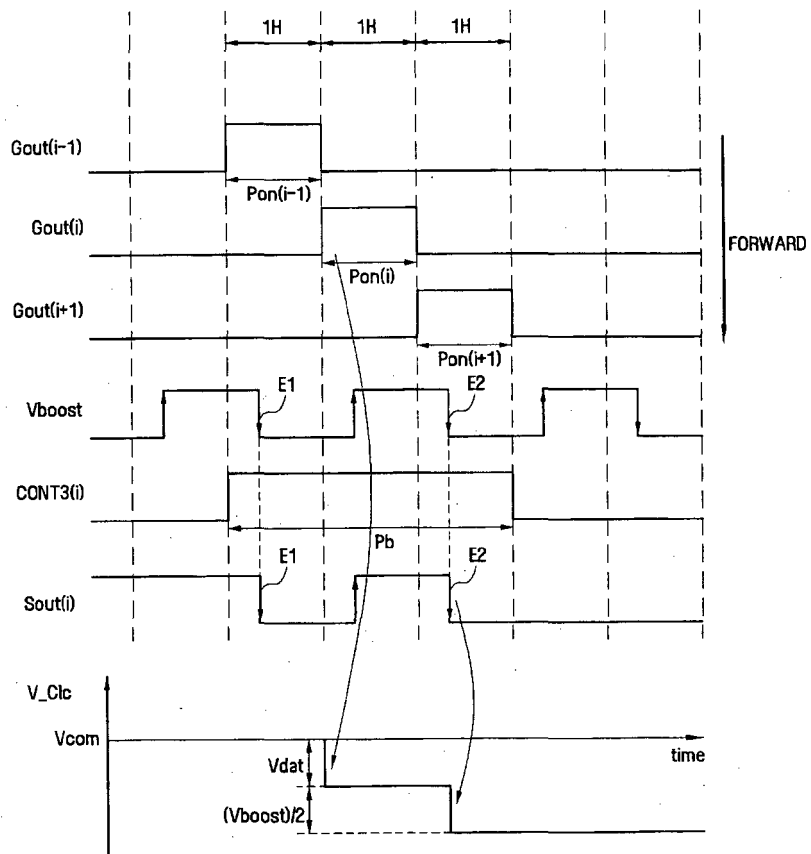 1H 1H 1H
Gout(i-1)
Pon(i-1)
Gout(i)
Pon(i)
FORWARD
Gout(i+1)
Pon(i+1)
E1 E2
Vboost
CONT3(i)
Pb
E1 E2
Sout(i)
V_Clc
Vcom
time
Vdat
(Vboost)/2